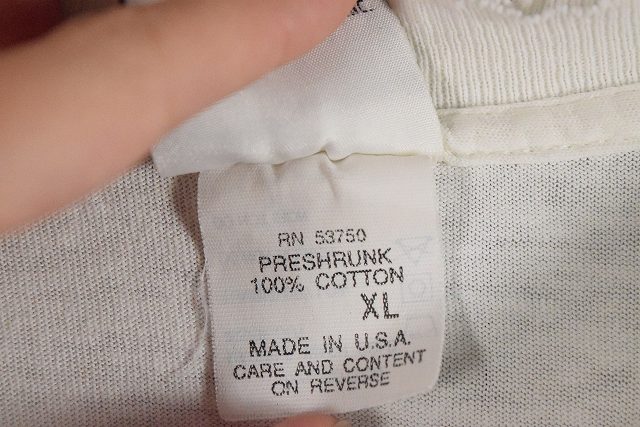 RN 53750
PRESHRUNK
100% COTTON
XL
MADE IN U.S.A.
CARE AND CONTENT
ON REVERSE